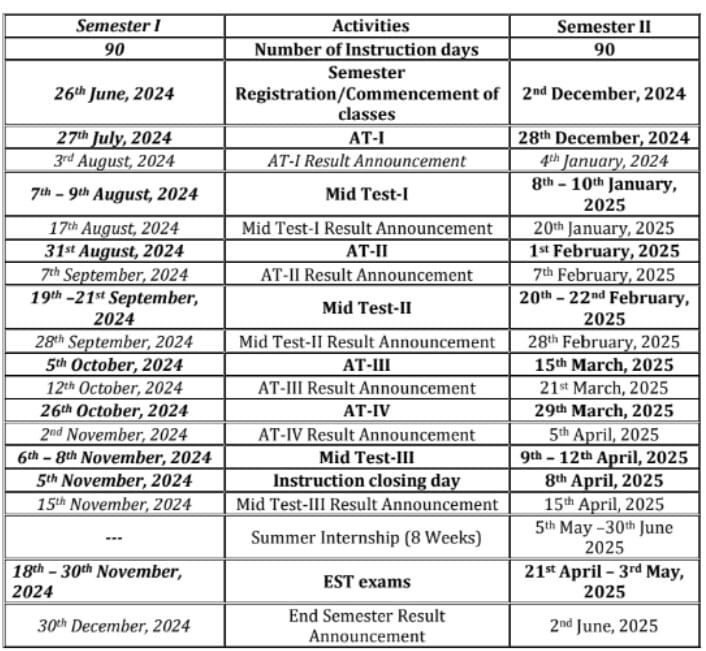 Semester I Activities Semester II
90 Number of Instruction days 90
26th June, 2024 Semester Registration/Commencement of classes 2nd December, 2024
27th July, 2024 AT-I 28th December, 2024
3rd August, 2024 AT-I Result Announcement 4th January, 2024
7th – 9th August, 2024 Mid Test-I 8th – 10th January, 2025
17th August, 2024 Mid Test-I Result Announcement 20th January, 2025
31st August, 2024 AT-II 1st February, 2025
7th September, 2024 AT-II Result Announcement 7th February, 2025
19th –21st September, 2024 Mid Test-II 20th – 22nd February, 2025
28th September, 2024 Mid Test-II Result Announcement 28th February, 2025
5th October, 2024 AT-III 15th March, 2025
12th October, 2024 AT-III Result Announcement 21st March, 2025
26th October, 2024 AT-IV 29th March, 2025
2nd November, 2024 AT-IV Result Announcement 5th April, 2025
6th – 8th November, 2024 Mid Test-III 9th – 12th April, 2025
5th November, 2024 Instruction closing day 8th April, 2025
15th November, 2024 Mid Test-III Result Announcement 15th April, 2025
--- Summer Internship (8 Weeks) 5th May –30th June 2025
18th – 30th November, 2024 EST exams 21st April – 3rd May, 2025
30th December, 2024 End Semester Result Announcement 2nd June, 2025